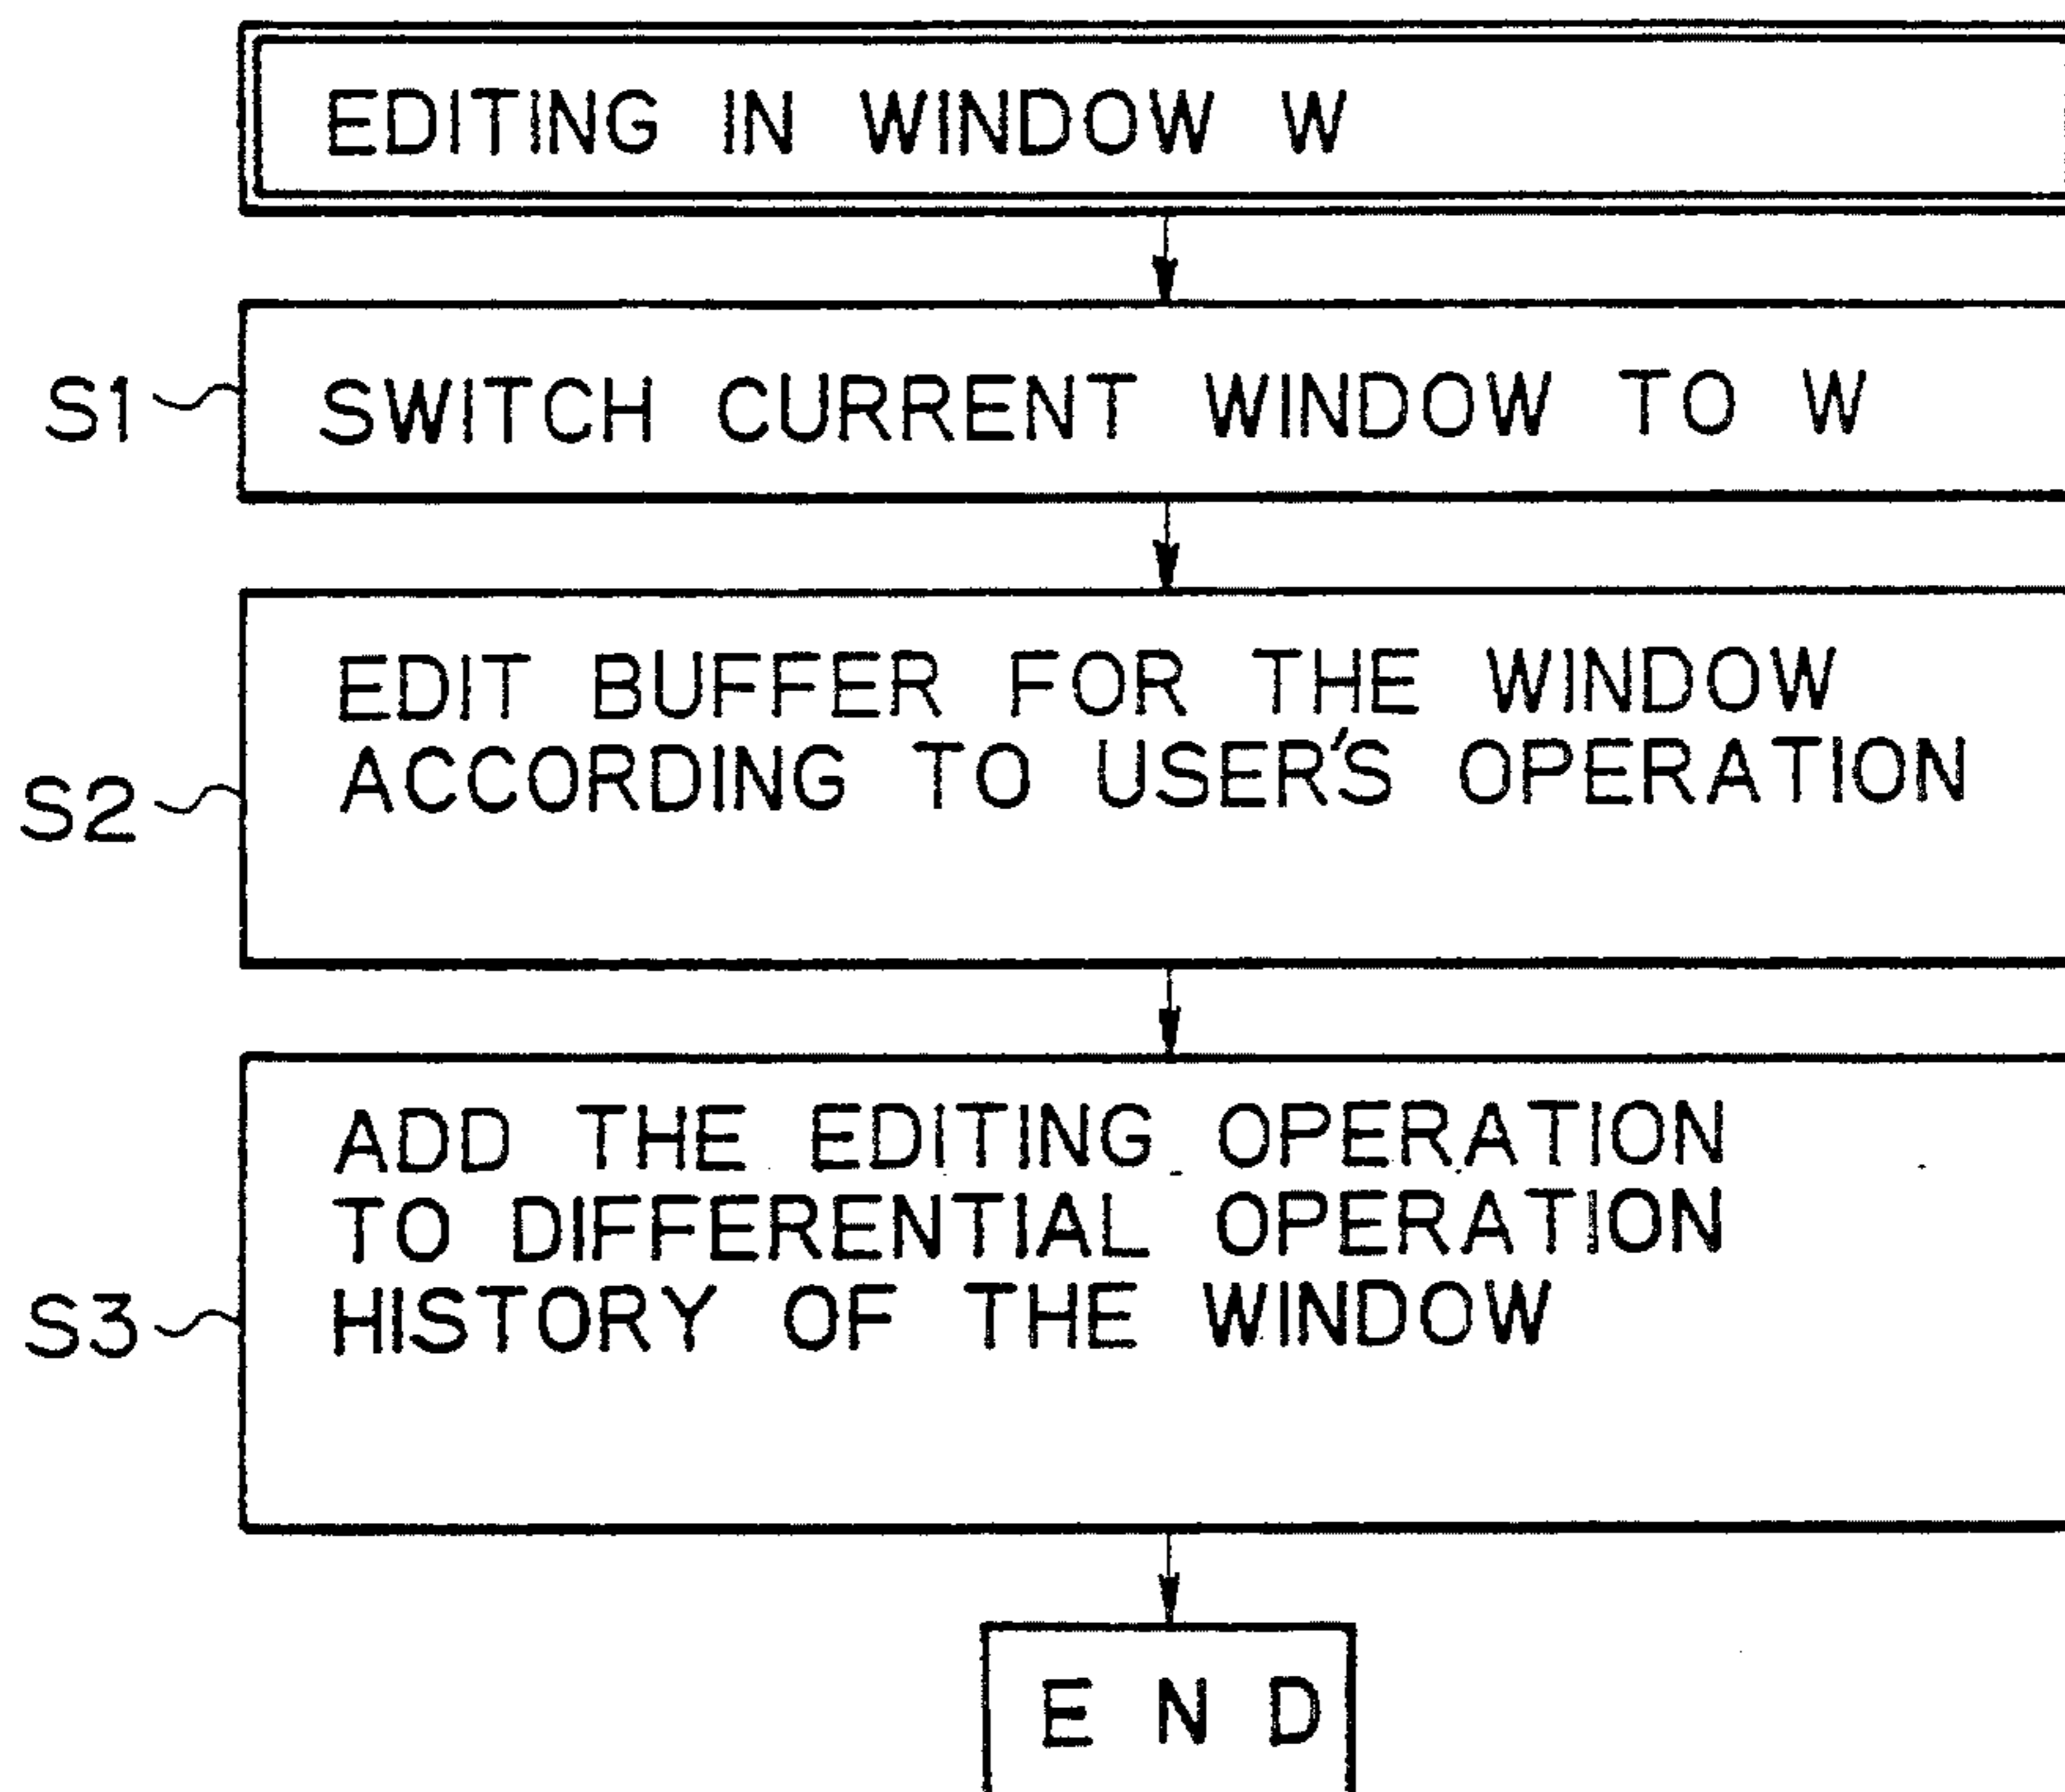 EDITING IN WINDOW W
S1
SWITCH CURRENT WINDOW TO W
S2
EDIT BUFFER FOR THE WINDOW
ACCORDING TO USER'S OPERATION
S3
ADD THE EDITING OPERATION
TO DIFFERENTIAL OPERATION
HISTORY OF THE WINDOW
END